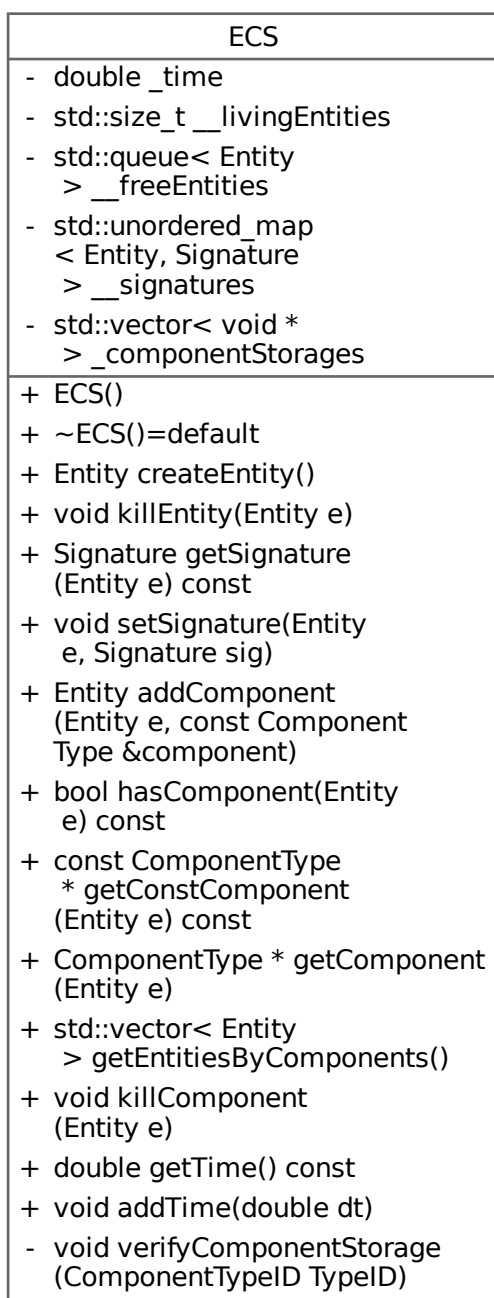 ECS
- double _time
- std::size_t __livingEntities
- std::queue< Entity
> __freeEntities
- std::unordered_map
< Entity, Signature
> __signatures
- std::vector< void *
> _componentStorages
+ ECS()
+ ~ECS()=default
+ Entity createEntity()
+ void killEntity(Entity e)
+ Signature getSignature
(Entity e) const
+ void setSignature(Entity
e, Signature sig)
+ Entity addComponent
(Entity e, const Component
Type &component)
+ bool hasComponent(Entity
e) const
+ const ComponentType
* getConstComponent
(Entity e) const
+ ComponentType * getComponent
(Entity e)
+ std::vector< Entity
> getEntitiesByComponents()
+ void killComponent
(Entity e)
+ double getTime() const
+ void addTime(double dt)
- void verifyComponentStorage
(ComponentTypeID TypeID)